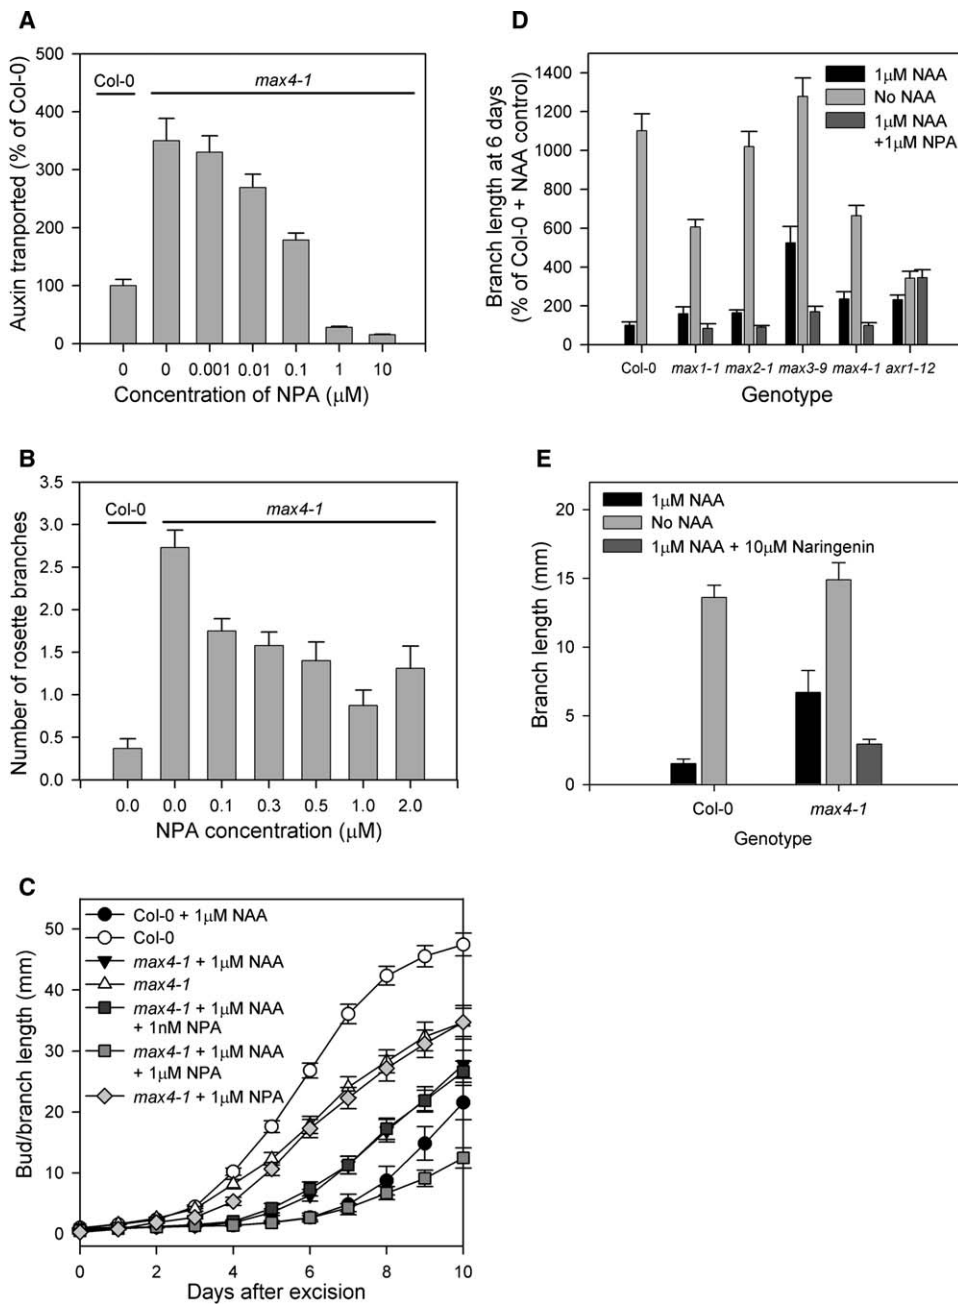 A
Auxin tranported (% of Col-0)
500
400
300
200
100
0
Col-0
max4-1
0 0 0.001 0.01 0.1 1 10
Concentration of NPA (μM)
B
Number of rosette branches
3.5
3.0
2.5
2.0
1.5
1.0
0.5
0.0
Col-0
max4-1
0.0 0.0 0.1 0.3 0.5 1.0 2.0
NPA concentration (μM)
C
Bud/branch length (mm)
50
40
30
20
10
0
Col-0 + 1μM NAA
Col-0
max4-1 + 1μM NAA
max4-1
max4-1 + 1μM NAA
+ 1nM NPA
max4-1 + 1μM NAA
+ 1μM NPA
max4-1 + 1μM NPA
0 2 4 6 8 10
Days after excision
D
Branch length at 6 days
(% of Col-0 + NAA control)
1400
1200
1000
800
600
400
200
0
1μM NAA
No NAA
1μM NAA
+1μM NPA
Col-0 max1-1 max2-1 max3-9 max4-1 axr1-12
Genotype
E
Branch length (mm)
20
15
10
5
0
1μM NAA
No NAA
1μM NAA + 10μM Naringenin
Col-0 max4-1
Genotype